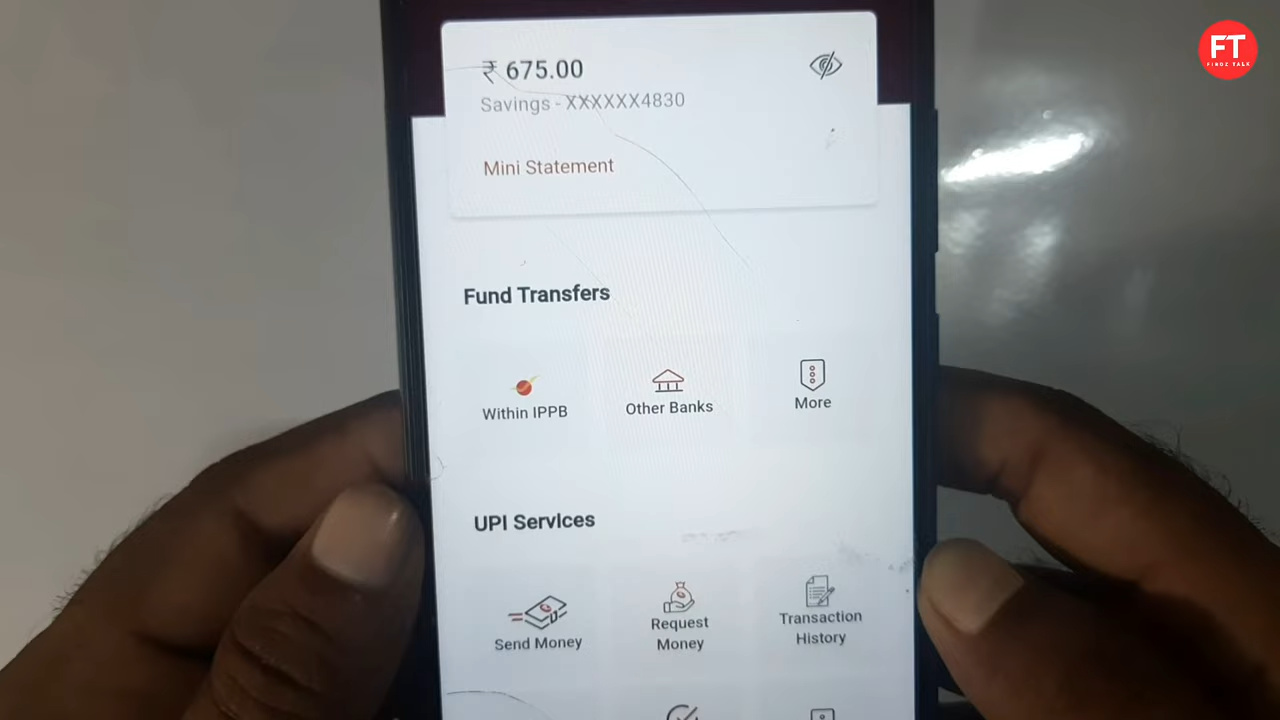 ₹ 675.00
Savings - XXXXXX4830
Mini Statement
Fund Transfers
Within IPPB
Other Banks
More
UPI Services
Send Money
Request
Money
Transaction
History
FT
FINOZ TALK